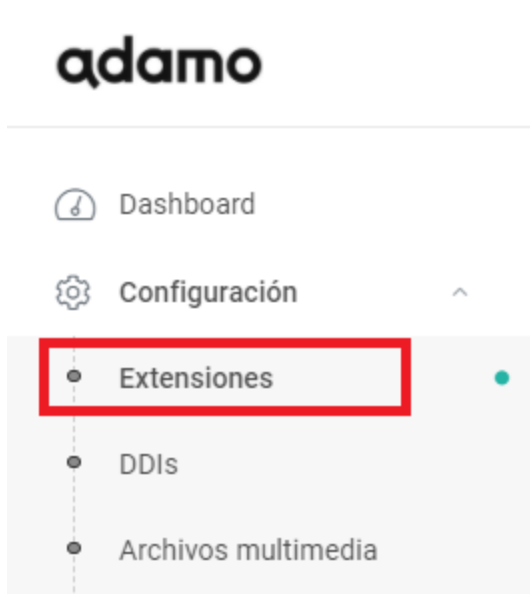 adamo
Dashboard
Configuración
Extensiones
DDIs
Archivos multimedia